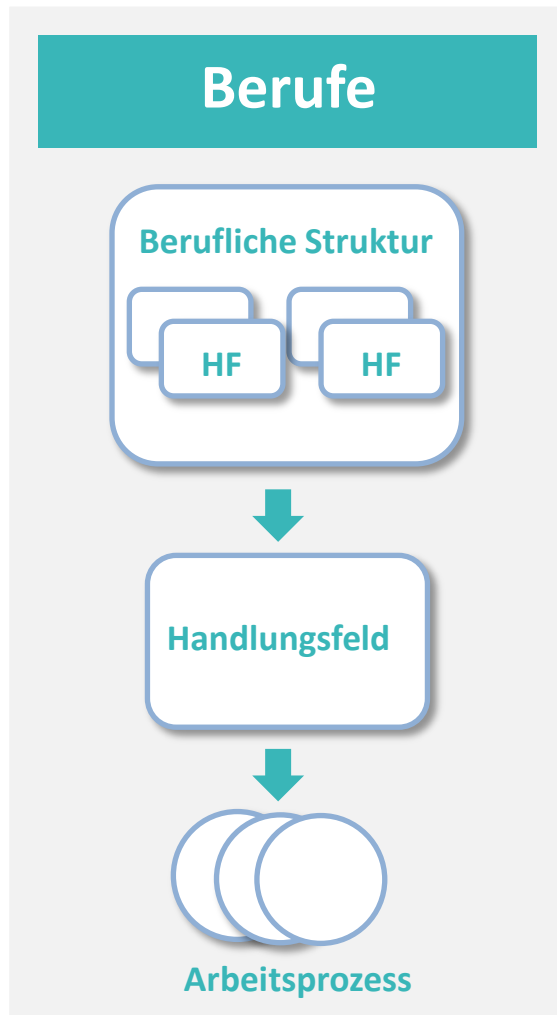 Berufe
Berufliche Struktur
HF HF
Handlungsfeld
Arbeitsprozess